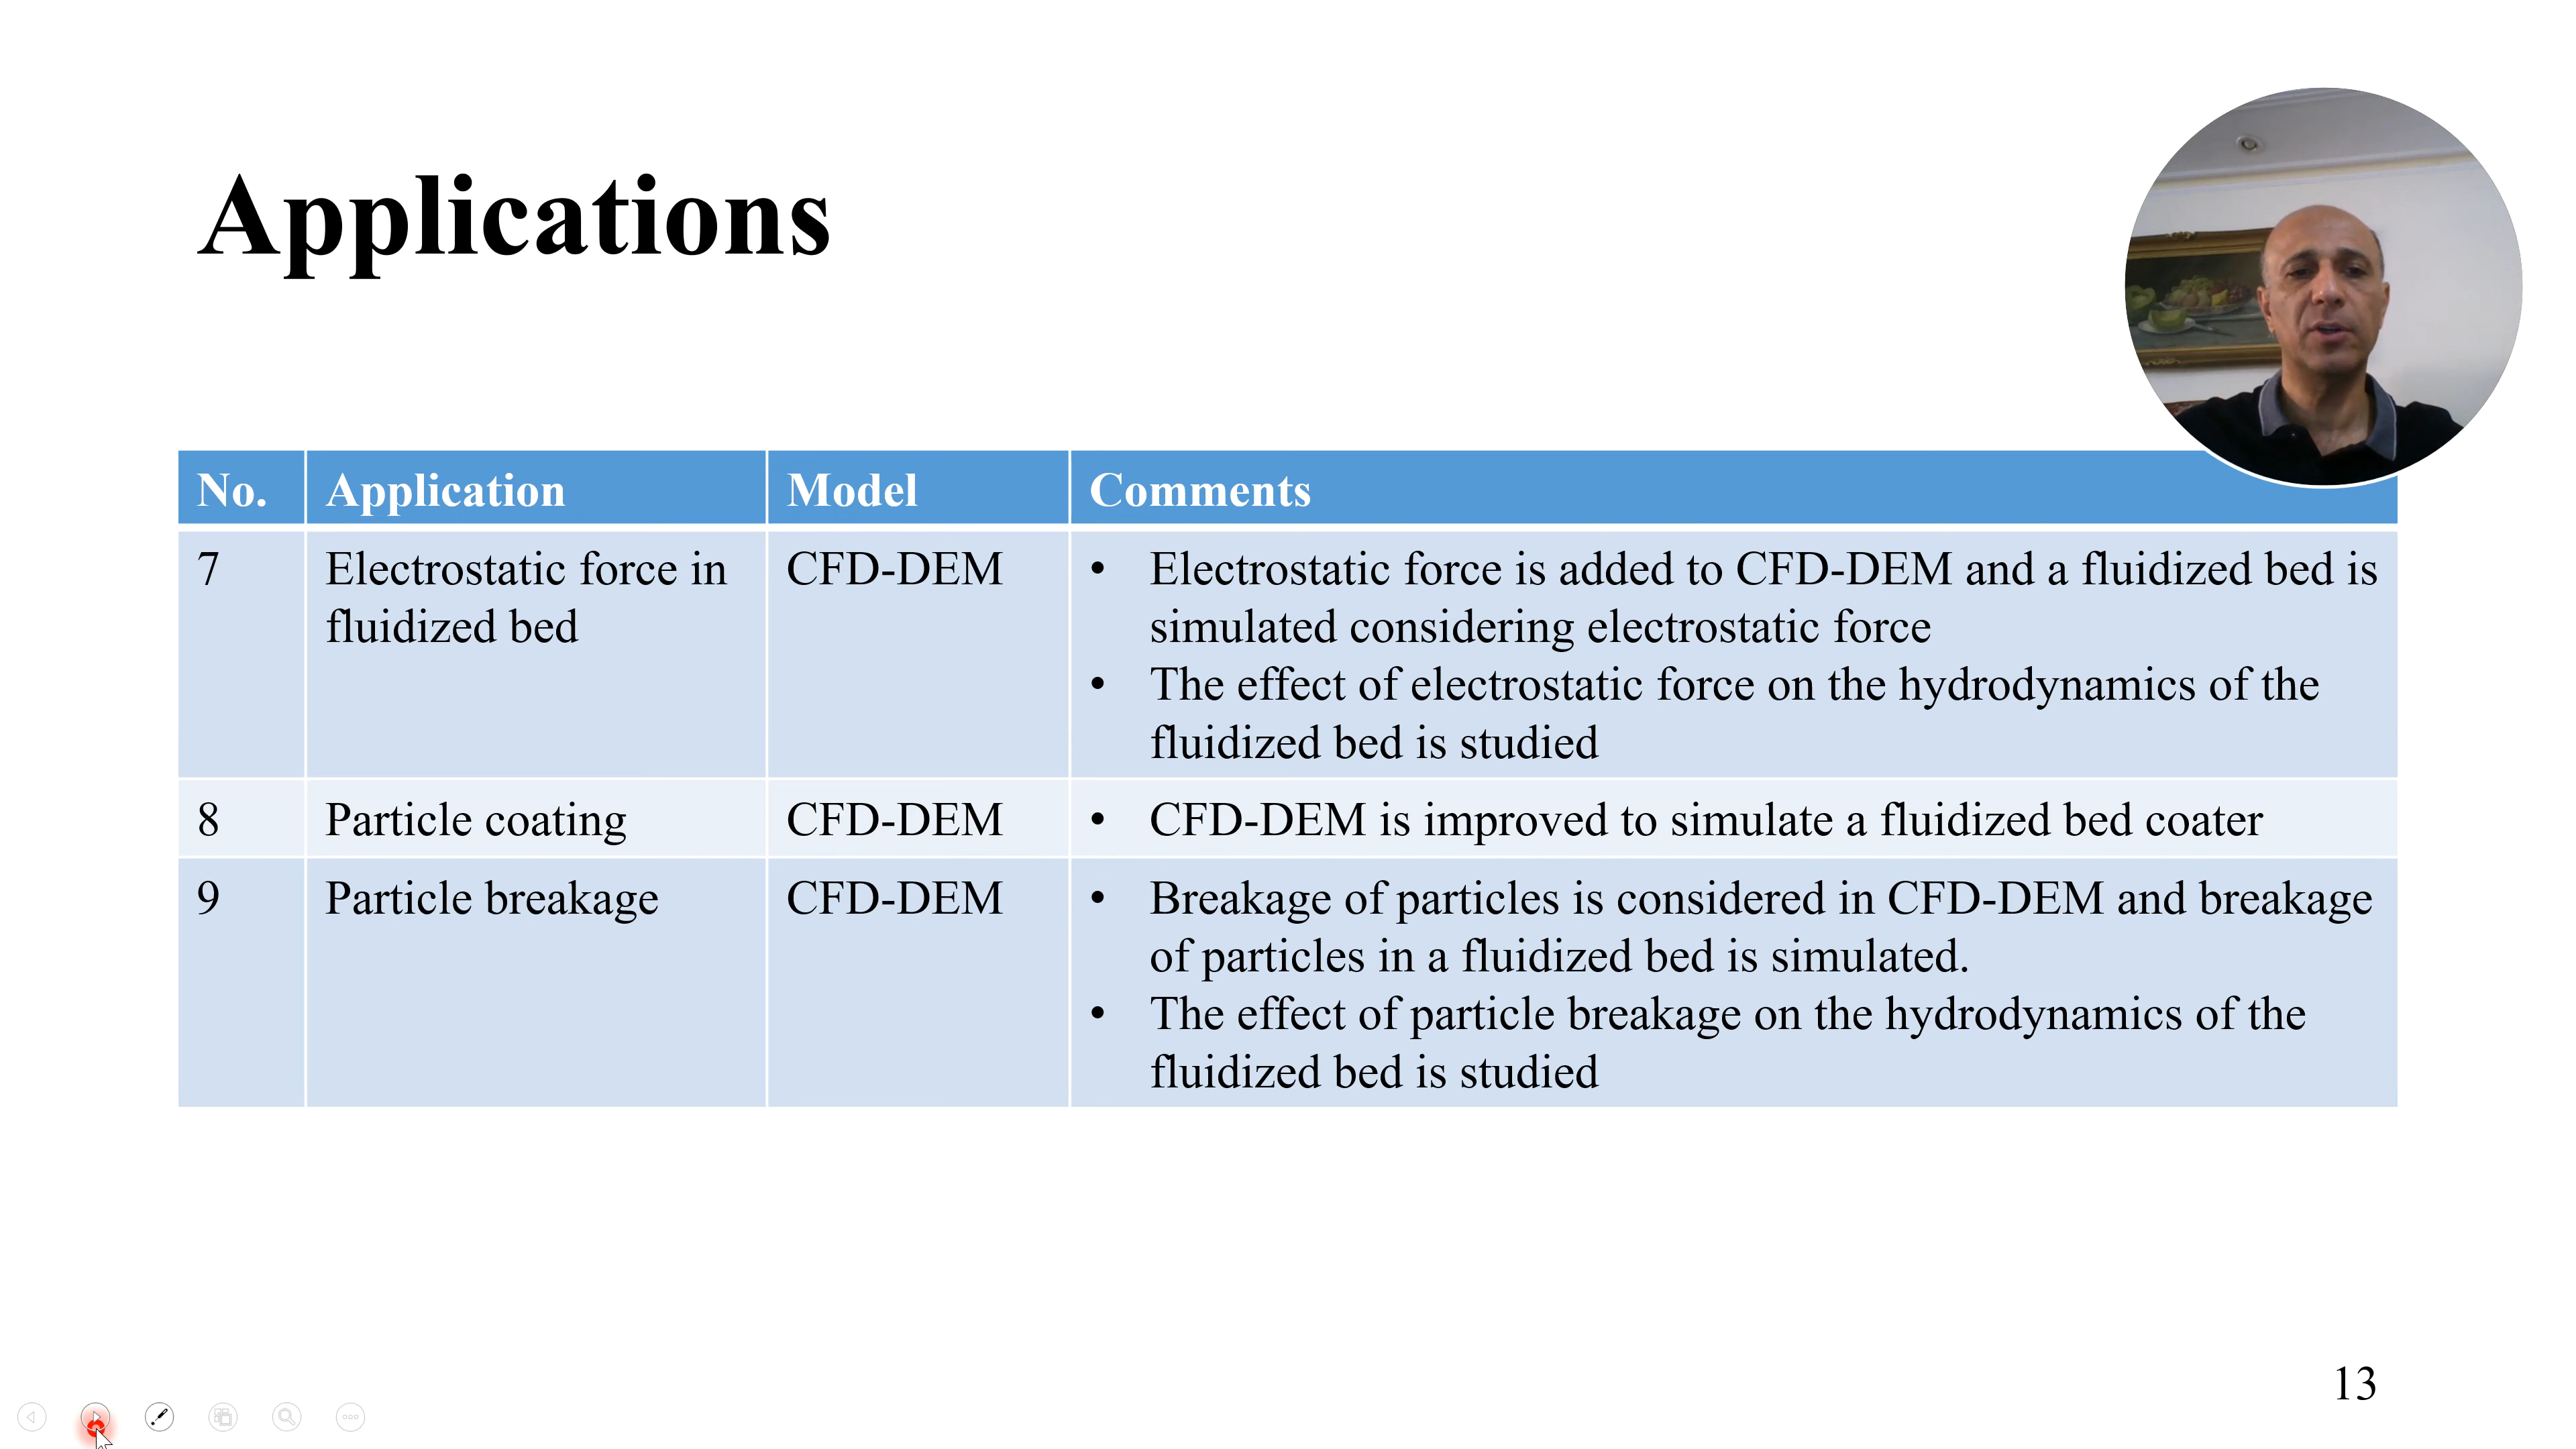 Applications
No. Application Model Comments
7 Electrostatic force in fluidized bed CFD-DEM • Electrostatic force is added to CFD-DEM and a fluidized bed is
simulated considering electrostatic force
• The effect of electrostatic force on the hydrodynamics of the
fluidized bed is studied
8 Particle coating CFD-DEM • CFD-DEM is improved to simulate a fluidized bed coater
9 Particle breakage CFD-DEM • Breakage of particles is considered in CFD-DEM and breakage
of particles in a fluidized bed is simulated.
• The effect of particle breakage on the hydrodynamics of the
fluidized bed is studied
13